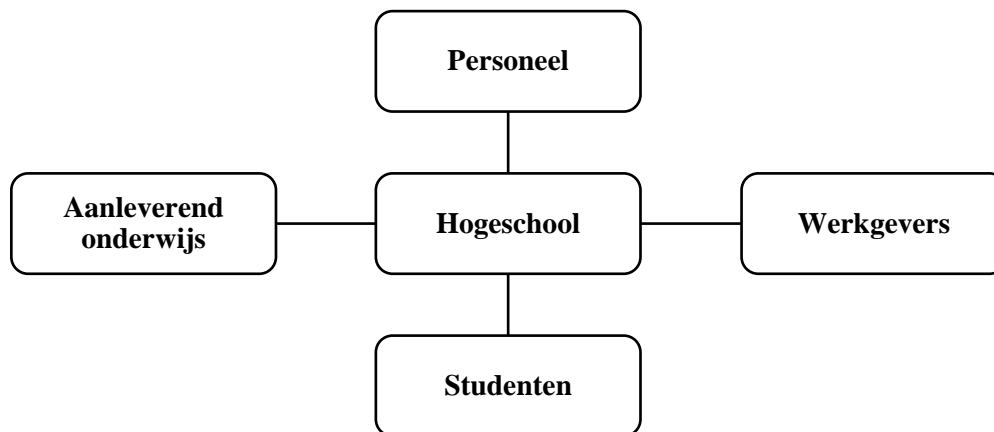 Personeel
Aanleverend
onderwijs
Hogeschool
Werkgevers
Studenten